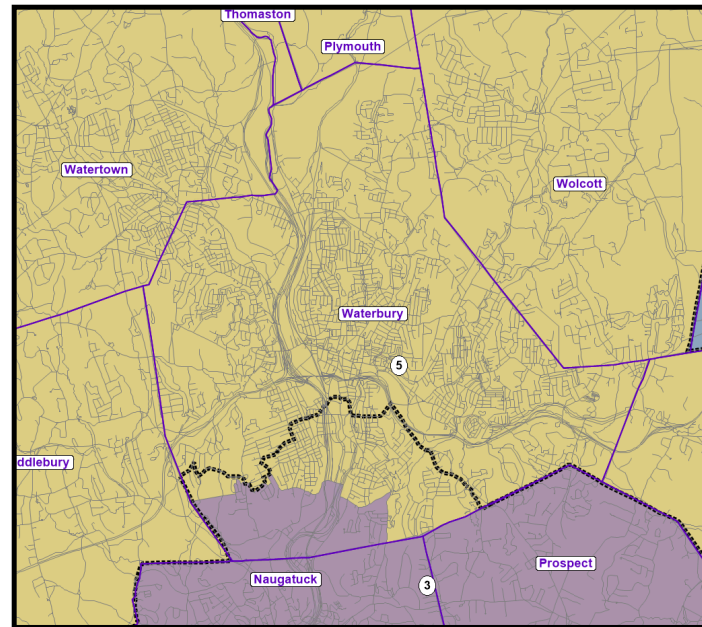 Thomaston
Plymouth
Watertown
Wolcott
Waterbury
5
ddlebury
Prospect
Naugatuck
3